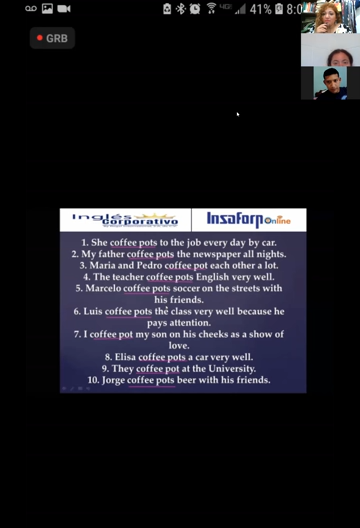 41% 8:0
GRB
Inglés
Corporativo
Insaforp Online
1. She coffee pots to the job every day by car.
2. My father coffee pots the newspaper all nights.
3. Maria and Pedro coffee pot each other a lot.
4. The teacher coffee pots English very well.
5. Marcelo coffee pots soccer on the streets with
his friends.
6. Luis coffee pots the class very well because he
pays attention.
7. I coffee pot my son on his cheeks as a show of
love.
8. Elisa coffee pots a car very well.
9. They coffee pot at the University.
10. Jorge coffee pots beer with his friends.